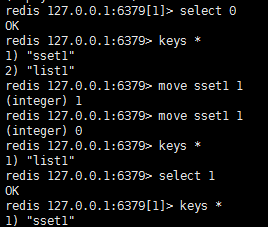 redis 127.0.0.1:6379[1]> select 0
OK
redis 127.0.0.1:6379> keys *
1) "sset1"
2) "list1"
redis 127.0.0.1:6379> move sset1 1
(integer) 1
redis 127.0.0.1:6379> move sset1 1
(integer) 0
redis 127.0.0.1:6379> keys *
1) "list1"
redis 127.0.0.1:6379> select 1
OK
redis 127.0.0.1:6379[1]> keys *
1) "sset1"